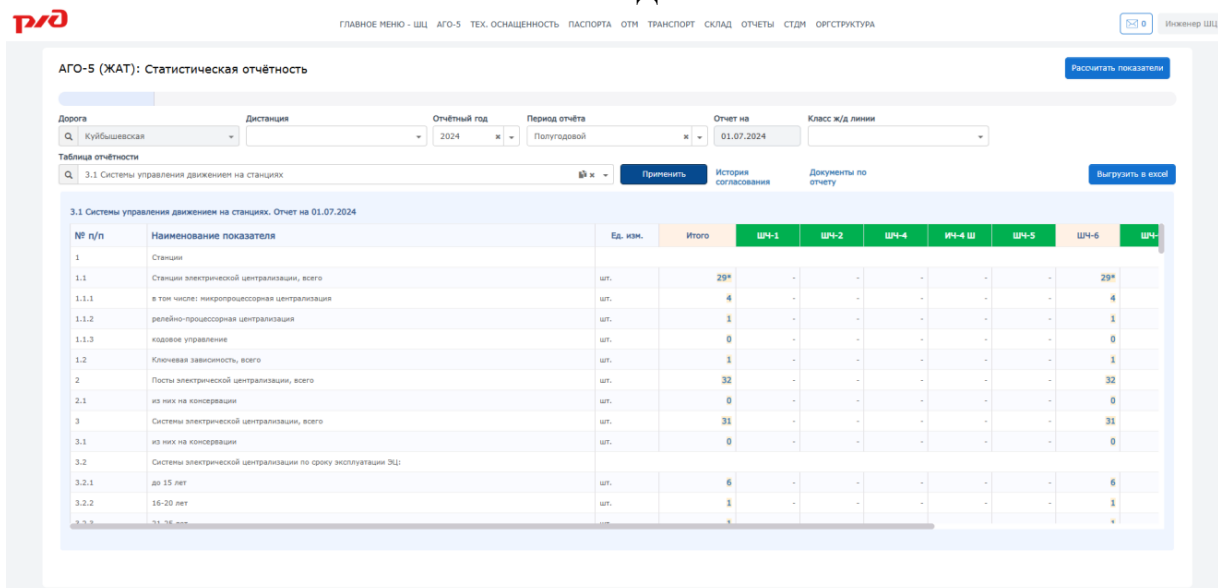 ржд
ГЛАВНОЕ МЕНЮ - ШЦ АГО-5 ТЕХ. ОСНАЩЕННОСТЬ ПАСПОРТА ОТМ ТРАНСПОРТ СКЛАД ОТЧЕТЫ СТДМ ОРГСТРУКТУРА 0 Инженер ШЦ
АГО-5 (ЖАТ): Статистическая отчётность Рассчитать показатели
Дорога Дистанция Отчётный год Период отчёта Отчет на Класс ж/д линии
Куйбышевская 2024 Полугодовой 01.07.2024
Таблица отчётности
3.1 Системы управления движением на станциях Применить История согласования Документы по отчету Выгрузить в excel
3.1 Системы управления движением на станциях. Отчет на 01.07.2024
№ п/п Наименование показателя Ед. изм. Итого ШЧ-1 ШЧ-2 ШЧ-4 ИЧ-4 Ш ШЧ-5 ШЧ-6 ШЧ-
1 Станции
1.1 Станции электрической централизации, всего шт. 29* - - - - - 29*
1.1.1 в том числе: микропроцессорная централизация шт. 4 - - - - - 4
1.1.2 релейно-процессорная централизация шт. 1 - - - - - 1
1.1.3 кодовое управление шт. 0 - - - - - 0
1.2 Ключевая зависимость, всего шт. 1 - - - - - 1
2 Посты электрической централизации, всего шт. 32 - - - - - 32
2.1 из них на консервации шт. 0 - - - - - 0
3 Системы электрической централизации, всего шт. 31 - - - - - 31
3.1 из них на консервации шт. 0 - - - - - 0
3.2 Системы электрической централизации по сроку эксплуатации ЭЦ:
3.2.1 до 15 лет шт. 6 - - - - - 6
3.2.2 16-20 лет шт. 1 - - - - - 1
3.2.3 21-25 лет